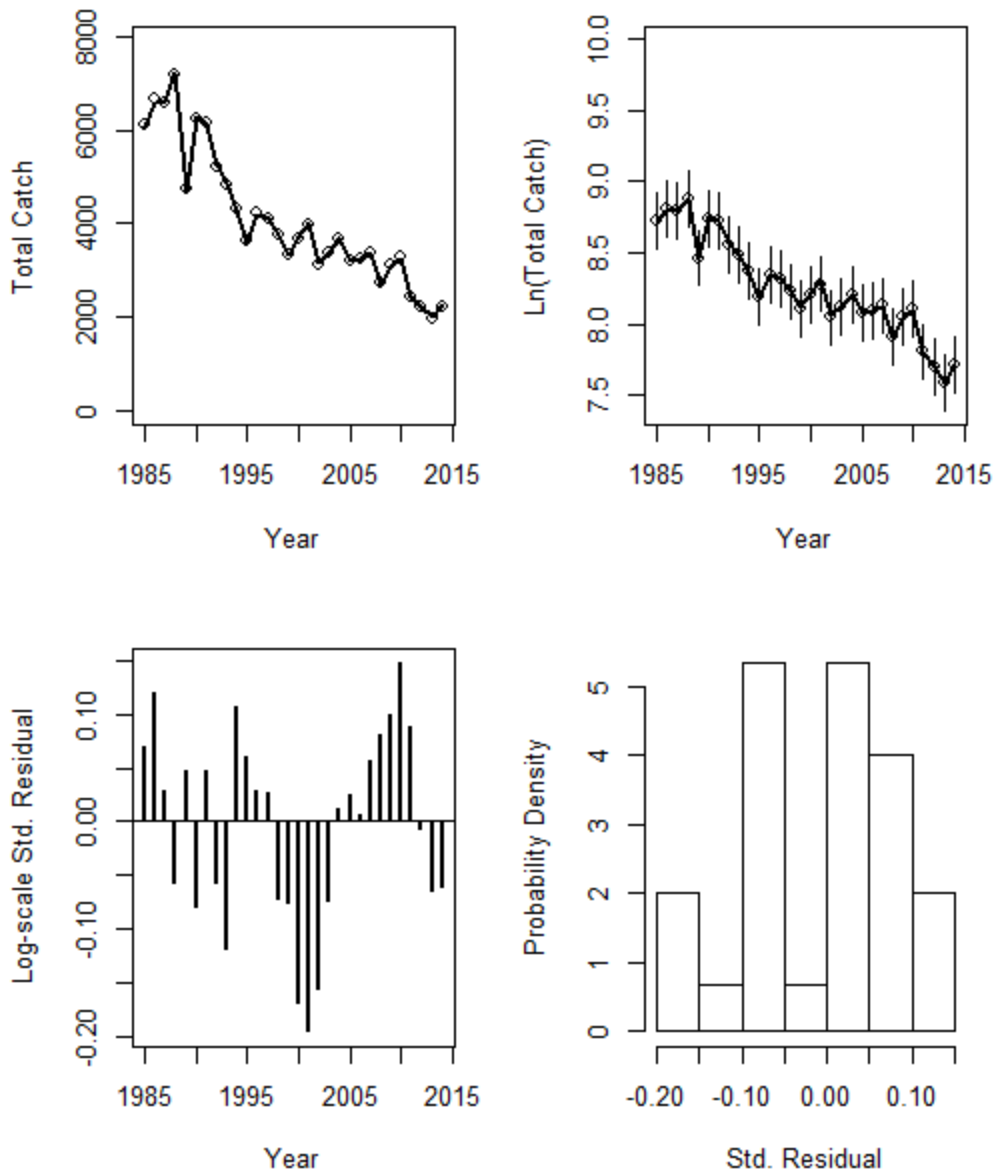 Total Catch
8000
6000
4000
2000
0
1985 1995 2005 2015
Year
Ln(Total Catch)
10.0
9.5
9.0
8.5
8.0
7.5
1985 1995 2005 2015
Year
Log-scale Std. Residual
0.10
0.00
-0.10
-0.20
1985 1995 2005 2015
Year
Probability Density
5
4
3
2
1
0
-0.20 -0.10 0.00 0.10
Std. Residual